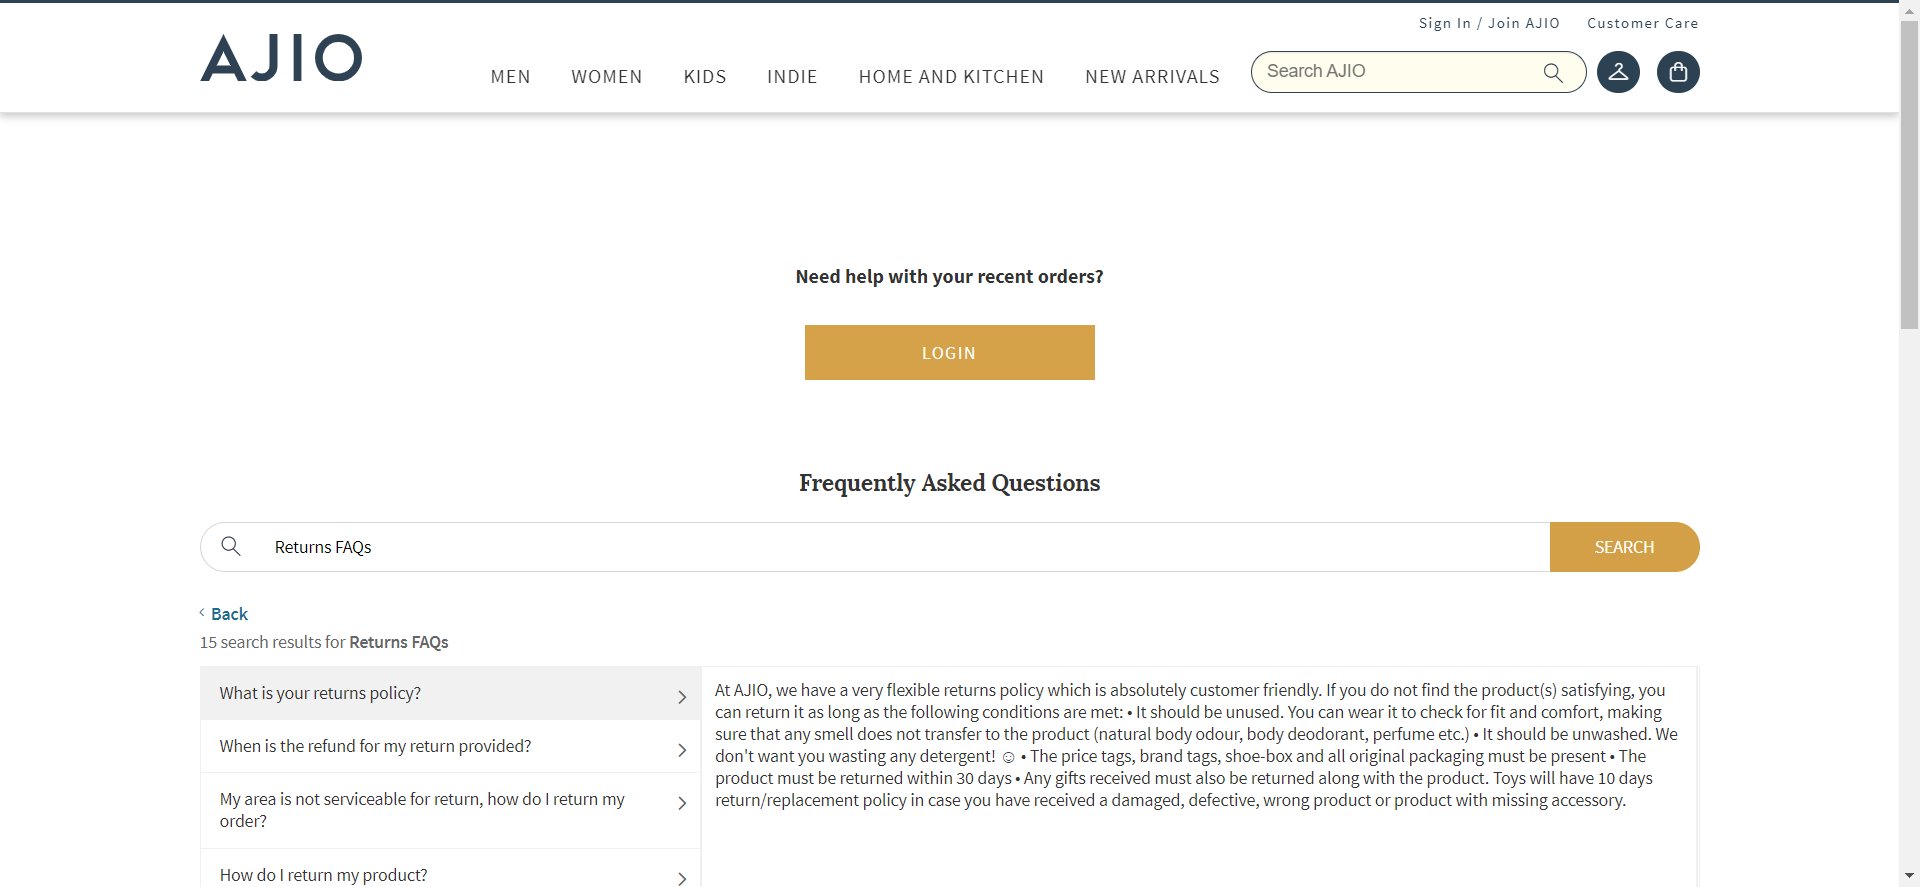 Sign In / Join AJIO Customer Care
AJIO
MEN WOMEN KIDS INDIE HOME AND KITCHEN NEW ARRIVALS
Search AJIO
Need help with your recent orders?
LOGIN
Frequently Asked Questions
Returns FAQs
SEARCH
Back
15 search results for Returns FAQs
What is your returns policy?
When is the refund for my return provided?
My area is not serviceable for return, how do I return my
order?
How do I return my product?
At AJIO, we have a very flexible returns policy which is absolutely customer friendly. If you do not find the product(s) satisfying, you
can return it as long as the following conditions are met: • It should be unused. You can wear it to check for fit and comfort, making
sure that any smell does not transfer to the product (natural body odour, body deodorant, perfume etc.) • It should be unwashed. We
don't want you wasting any detergent! ☺ • The price tags, brand tags, shoe-box and all original packaging must be present • The
product must be returned within 30 days • Any gifts received must also be returned along with the product. Toys will have 10 days
return/replacement policy in case you have received a damaged, defective, wrong product or product with missing accessory.